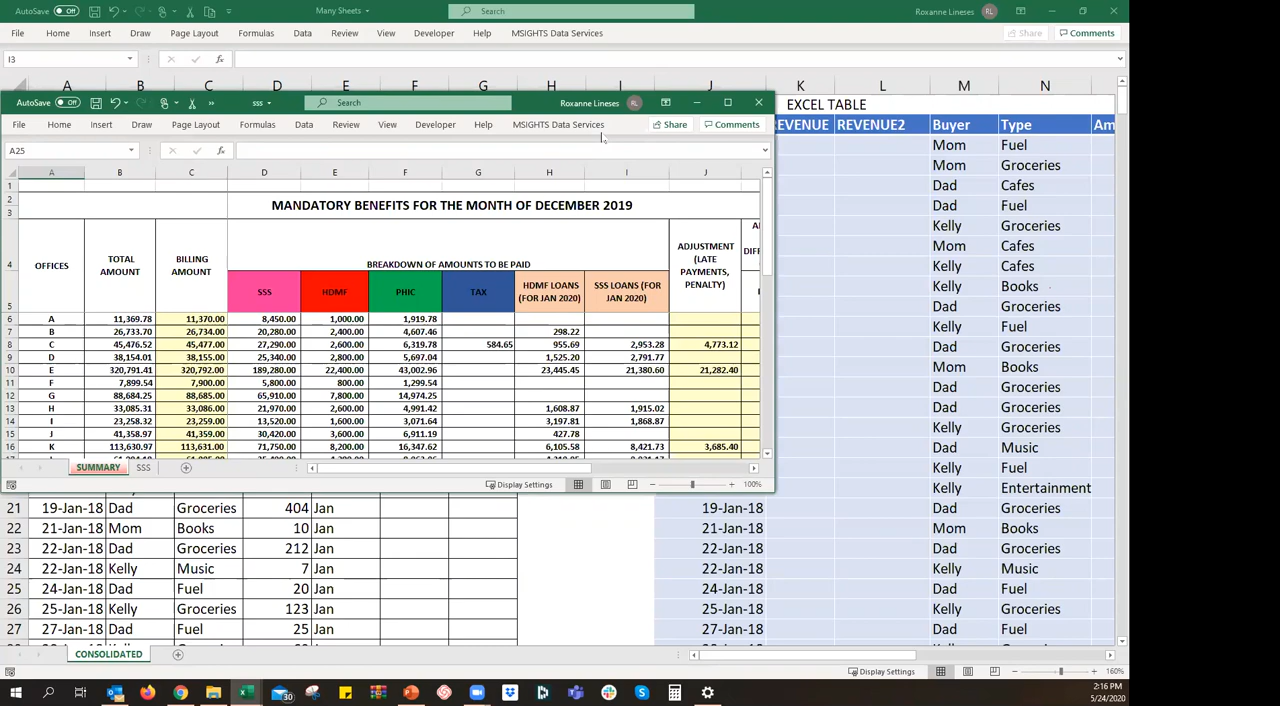 AutoSave Off Many Sheets Search Roxanne Lineses RL
File Home Insert Draw Page Layout Formulas Data Review View Developer Help MSIGHTS Data Services Share Comments
I3 fx
A B C D E F G H I J K L M N
EXCEL TABLE
REVENUE REVENUE2 Buyer Type Am
Mom Fuel
Mom Groceries
Dad Cafes
Dad Fuel
Kelly Groceries
Mom Cafes
Kelly Cafes
Kelly Books
Dad Groceries
Kelly Fuel
Dad Groceries
Mom Books
Dad Groceries
Dad Groceries
Kelly Groceries
Dad Music
Kelly Fuel
Kelly Entertainment
AutoSave Off sss Search Roxanne Lineses RL
File Home Insert Draw Page Layout Formulas Data Review View Developer Help MSIGHTS Data Services Share Comments
A25 fx
A B C D E F G H I J
1
2 MANDATORY BENEFITS FOR THE MONTH OF DECEMBER 2019
3
4 OFFICES TOTAL AMOUNT BILLING AMOUNT BREAKDOWN OF AMOUNTS TO BE PAID ADJUSTMENT (LATE PAYMENTS, PENALTY)
5 SSS HDMF PHIC TAX HDMF LOANS (FOR JAN 2020) SSS LOANS (FOR JAN 2020)
6 A 11,369.78 11,370.00 8,450.00 1,000.00 1,919.78
7 B 26,733.70 26,734.00 20,280.00 2,400.00 4,607.46 298.22
8 C 45,476.52 45,477.00 27,290.00 2,600.00 6,319.78 584.65 955.69 2,953.28 4,773.12
9 D 38,154.01 38,155.00 25,340.00 2,800.00 5,697.04 1,525.20 2,791.77
10 E 320,791.41 320,792.00 189,280.00 22,400.00 43,002.96 23,445.45 21,380.60 21,282.40
11 F 7,899.54 7,900.00 5,800.00 800.00 1,299.54
12 G 88,684.25 88,685.00 65,910.00 7,800.00 14,974.25
13 H 33,085.31 33,086.00 21,970.00 2,600.00 4,991.42 1,608.87 1,915.02
14 I 23,258.32 23,259.00 13,520.00 1,600.00 3,071.64 3,197.81 1,868.87
15 J 41,358.97 41,359.00 30,420.00 3,600.00 6,911.19 427.78
16 K 113,630.97 113,631.00 71,750.00 8,200.00 16,347.62 6,105.58 8,421.73 3,685.40
SUMMARY SSS
Display Settings 100%
21 19-Jan-18 Dad Groceries 404 Jan 19-Jan-18 Dad Groceries
22 21-Jan-18 Mom Books 10 Jan 21-Jan-18 Mom Books
23 22-Jan-18 Dad Groceries 212 Jan 22-Jan-18 Dad Groceries
24 22-Jan-18 Kelly Music 7 Jan 22-Jan-18 Kelly Music
25 24-Jan-18 Dad Fuel 20 Jan 24-Jan-18 Dad Fuel
26 25-Jan-18 Kelly Groceries 123 Jan 25-Jan-18 Kelly Groceries
27 27-Jan-18 Dad Fuel 25 Jan 27-Jan-18 Dad Fuel
CONSOLIDATED
Display Settings 160%
30
2:16 PM
5/24/2020